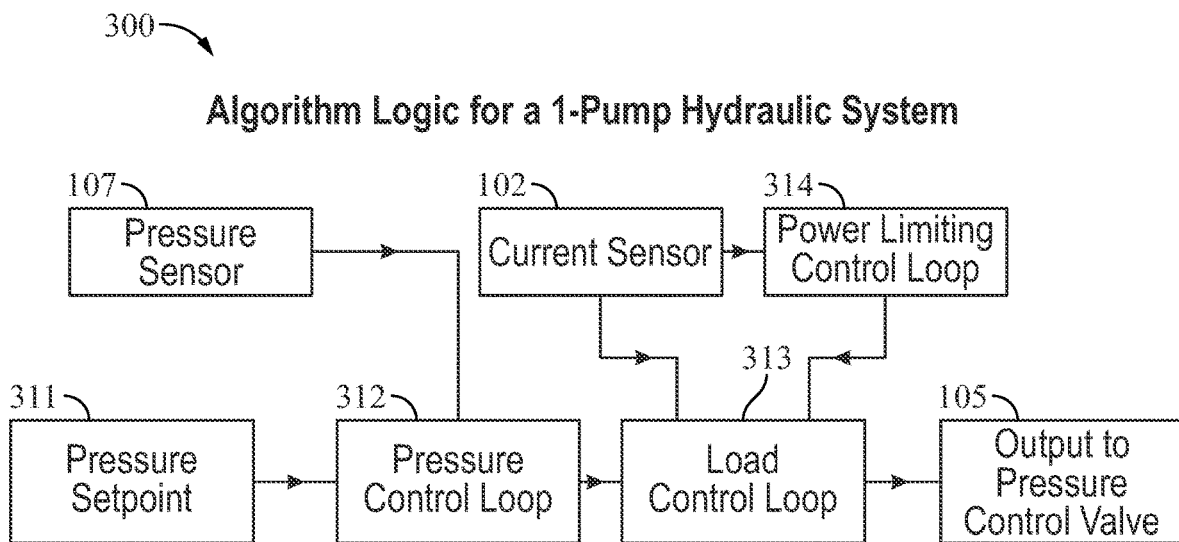 300
Algorithm Logic for a 1-Pump Hydraulic System
107
Pressure
Sensor
102
Current Sensor
314
Power Limiting
Control Loop
311
Pressure
Setpoint
312
Pressure
Control Loop
313
Load
Control Loop
105
Output to
Pressure
Control Valve